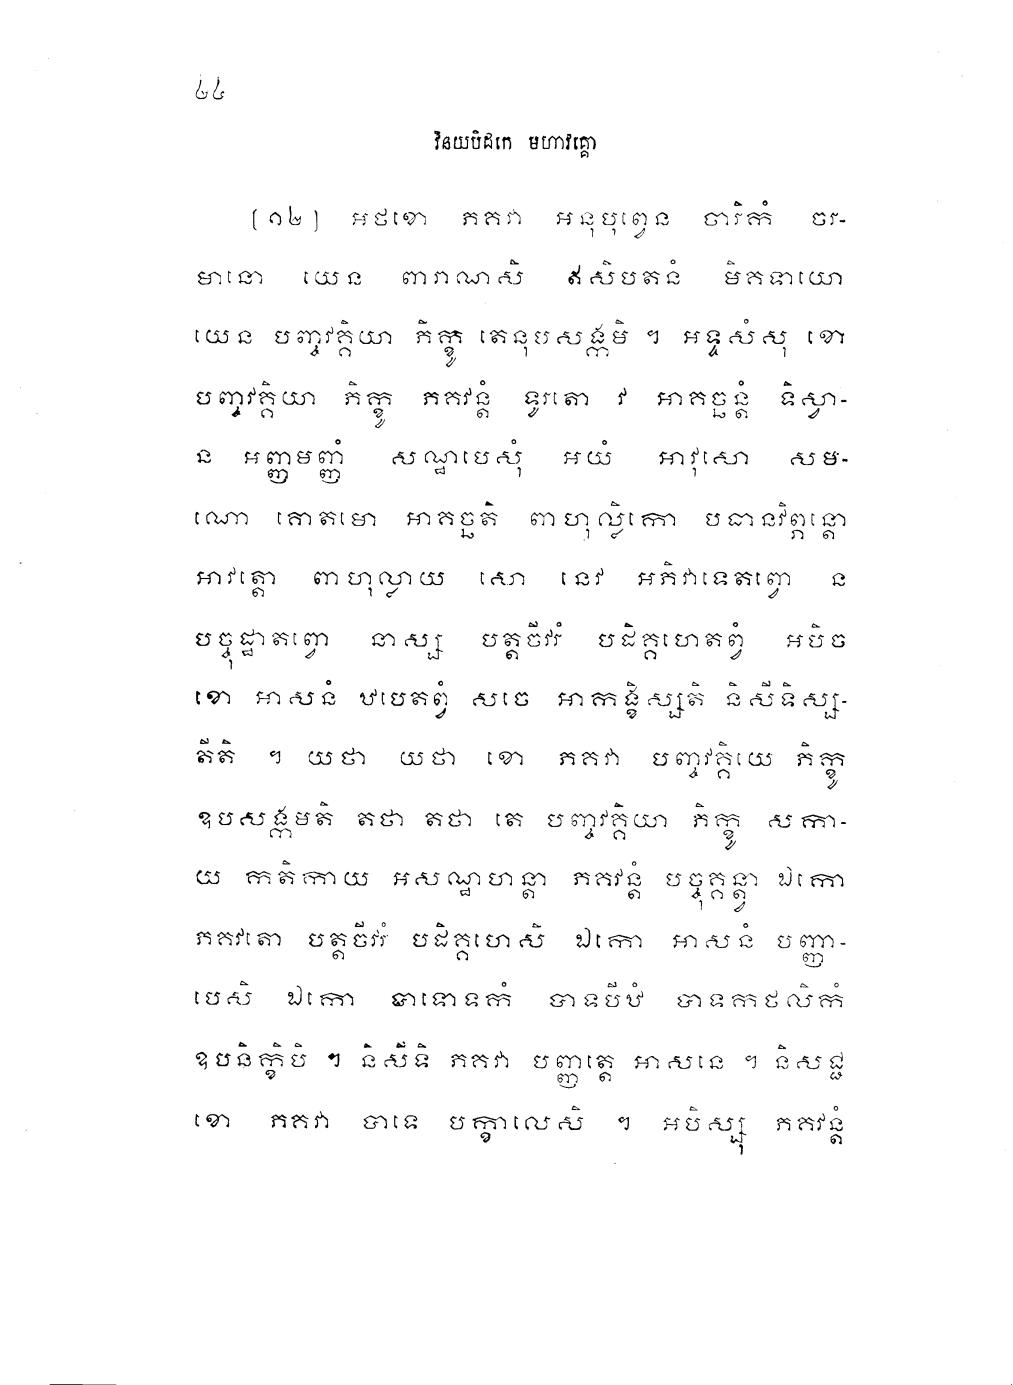 ៤៤
វិនយបិដកេ មហាវគ្គោ
[១២] អថខោ ភគវា អនុបុព្វេន ចារិកំ ចរ-
មានោ យេន ពារាណសិ ឥសិបតនំ មិគទាយោ
យេន បញ្ចវគ្គិយា ភិក្ខូ តេនុបសង្កមិ ។ អទ្ទសំសុ ខោ
បញ្ចវគ្គិយា ភិក្ខូ ភគវន្តំ ទូរតោ វ អាគច្ឆន្តំ ទិស្វា-
ន អញ្ញមញ្ញំ សណ្ឋបេសុំ អយំ អាវុសោ សម-
ណោ គោតមោ អាគច្ឆតិ ពាហុល្លិកោ បធានវិព្ភន្តោ
អាវត្តោ ពាហុល្លាយ សោ នេវ អភិវាទេតព្វោ ន
បច្ចុដ្ឋាតព្វោ នាស្ស បត្តចីវរំ បដិគ្គហេតព្វំ អបិច
ខោ អាសនំ ឋបេតព្វំ សចេ អាកង្ខិស្សតិ និសីទិស្ស-
តីតិ ។ យថា យថា ខោ ភគវា បញ្ចវគ្គិយេ ភិក្ខូ
ឧបសង្កមតិ តថា តថា តេ បញ្ចវគ្គិយា ភិក្ខូ សកា-
យ កតិកាយ អសណ្ឋហន្តា ភគវន្តំ បច្ចុគ្គន្ត្វា ឯកោ
ភគវតោ បត្តចីវរំ បដិគ្គហេសិ ឯកោ អាសនំ បញ្ញា-
បេសិ ឯកោ បាទោទកំ បាទបីឋំ បាទកថលិកំ
ឧបនិក្ខិបិ ។ និសីទិ ភគវា បញ្ញត្តេ អាសនេ ។ និសជ្ជ
ខោ ភគវា បាទេ បក្ខាលេសិ ។ អបិស្សុ ភគវន្តំ